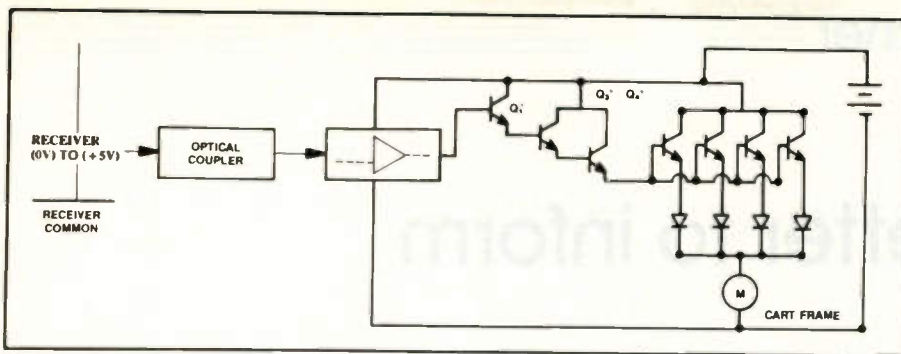 RECEIVER
(0V) TO (+5V)
RECEIVER
COMMON
OPTICAL
COUPLER
Q₁'
Q₃' Q₄'
M
CART FRAME